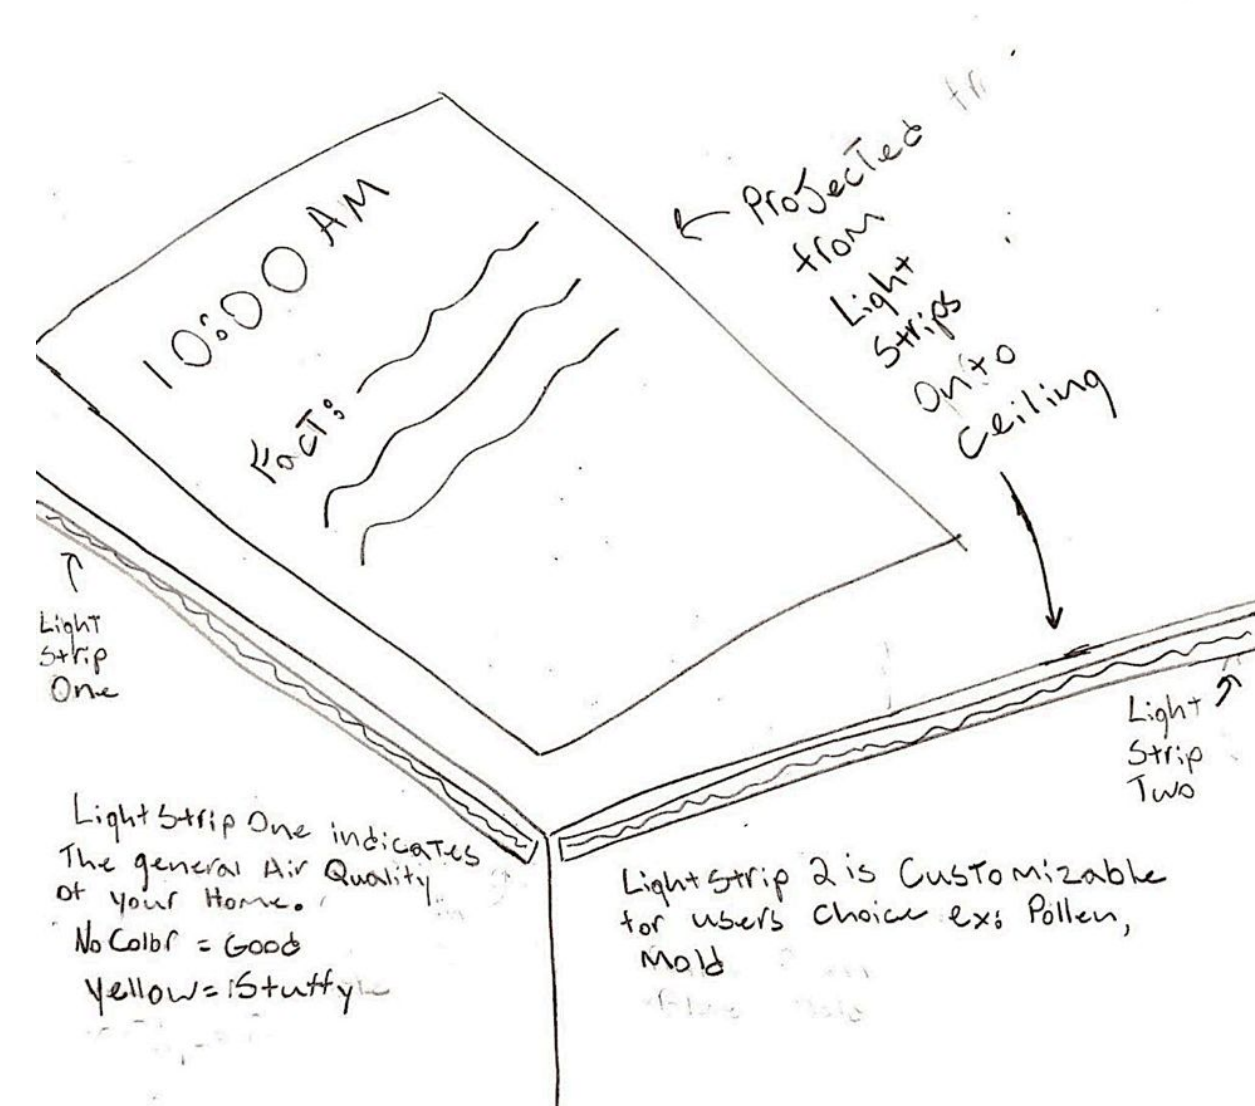 10:00 AM
Fact:
Projected
from
Light
Strips
Onto
Ceiling
Light
Strip
One
Light
Strip
Two
Light Strip One indicates
The general Air Quality
of your Home.
No Color = Good
Yellow = Stuffy
Light Strip 2 is Customizable
for users choice ex: Pollen,
Mold